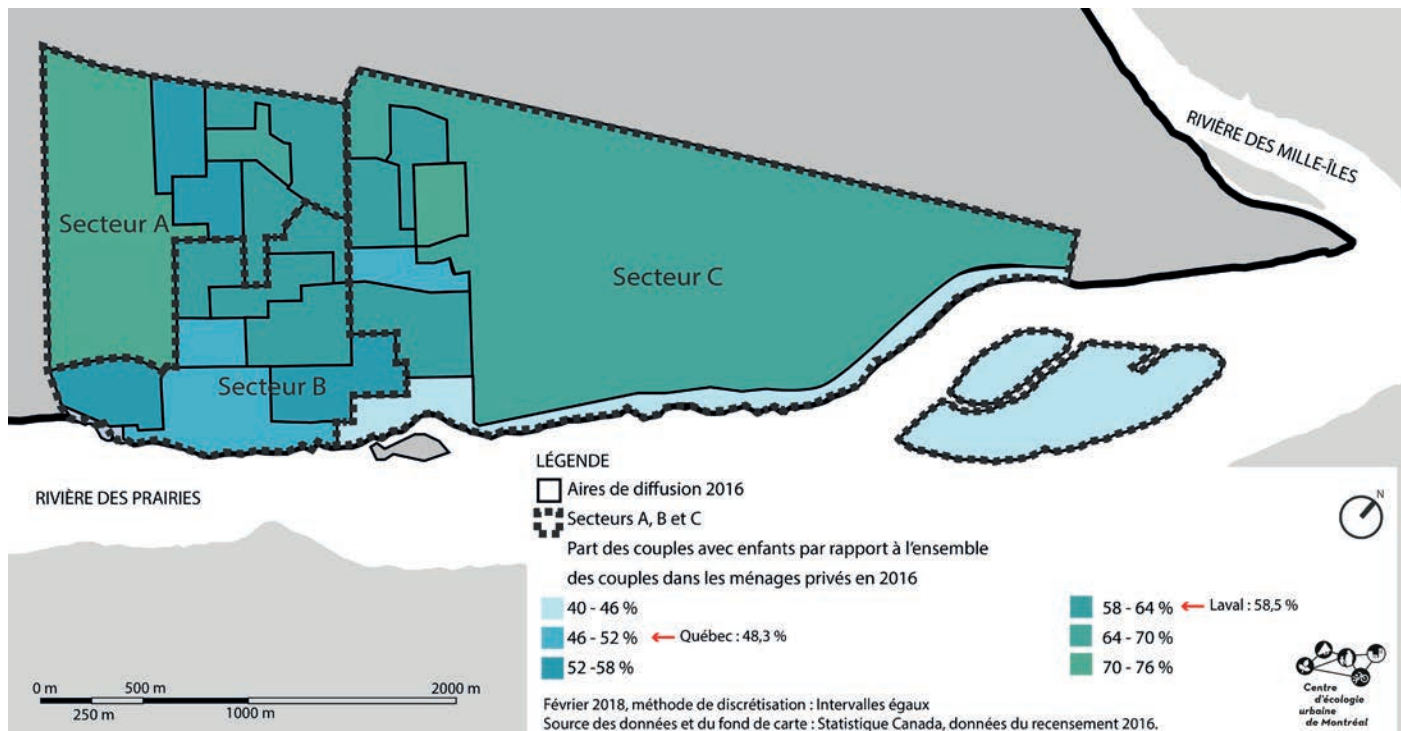 RIVIÈRE DES MILLE-ÎLES
Secteur A
Secteur C
Secteur B
RIVIÈRE DES PRAIRIES
LÉGENDE
Aires de diffusion 2016
Secteurs A, B et C
Part des couples avec enfants par rapport à l'ensemble
des couples dans les ménages privés en 2016
40 - 46 %
46 - 52 % ← Québec : 48,3 %
52 -58 %
58 - 64 % ← Laval : 58,5 %
64 - 70 %
70 - 76 %
N
0 m 500 m 2000 m
250 m 1000 m
Février 2018, méthode de discrétisation : Intervalles égaux
Source des données et du fond de carte : Statistique Canada, données du recensement 2016.
Centre
d'écologie
urbaine
de Montréal